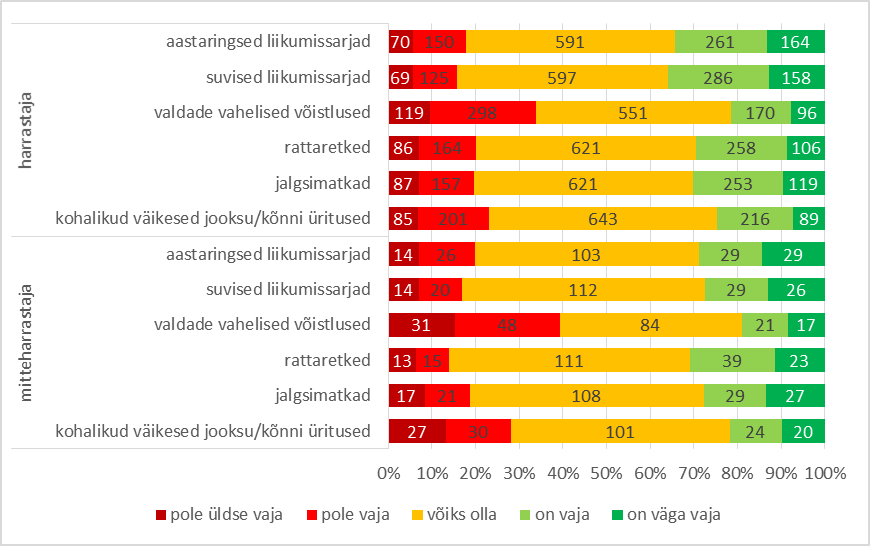 harrastaja
aastaringsed liikumissarjad 70 150 591 261 164
suvised liikumissarjad 69 125 597 286 158
valdade vahelised võistlused 119 298 551 170 96
rattaretked 86 164 621 258 106
jalgsimatkad 87 157 621 253 119
kohalikud väikesed jooksu/kõnni üritused 85 201 643 216 89
mitteharrastaja
aastaringsed liikumissarjad 14 26 103 29 29
suvised liikumissarjad 14 20 112 29 26
valdade vahelised võistlused 31 48 84 21 17
rattaretked 13 15 111 39 23
jalgsimatkad 17 21 108 29 27
kohalikud väikesed jooksu/kõnni üritused 27 30 101 24 20
0% 10% 20% 30% 40% 50% 60% 70% 80% 90% 100%
pole üldse vaja pole vaja võiks olla on vaja on väga vaja